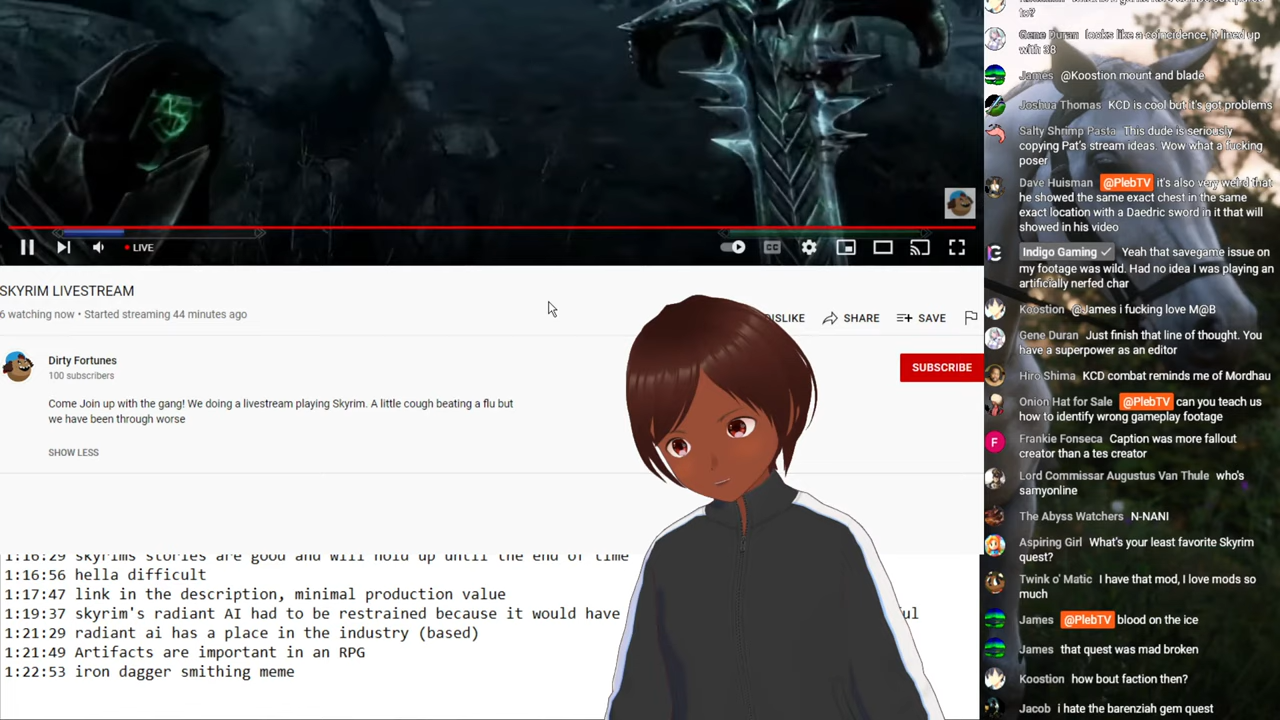 LIVE
CC
SKYRIM LIVESTREAM
6 watching now • Started streaming 44 minutes ago
DISLIKE
SHARE
SAVE
Dirty Fortunes
100 subscribers
SUBSCRIBE
Come Join up with the gang! We doing a livestream playing Skyrim. A little cough beating a flu but
we have been through worse
SHOW LESS
1:16:29 skyrims stories are good and will hold up until the end of time
1:16:56 hella difficult
1:17:47 link in the description, minimal production value
1:19:37 skyrim's radiant AI had to be restrained because it would have
1:21:29 radiant ai has a place in the industry (based)
1:21:49 Artifacts are important in an RPG
1:22:53 iron dagger smithing meme
Gene Duran looks like a coincidence, it lined up
with 38
James @Koostion mount and blade
Joshua Thomas KCD is cool but it's got problems
Salty Shrimp Pasta This dude is seriously
copying Pat's stream ideas. Wow what a fucking
poser
Dave Huisman @PlebTV it's also very weird that
he showed the same exact chest in the same
exact location with a Daedric sword in it that will
showed in his video
Indigo Gaming ✓ Yeah that savegame issue on
my footage was wild. Had no idea I was playing an
artificially nerfed char
Koostion @James i fucking love M@B
Gene Duran Just finish that line of thought. You
have a superpower as an editor
Hiro Shima KCD combat reminds me of Mordhau
Onion Hat for Sale @PlebTV can you teach us
how to identify wrong gameplay footage
F
Frankie Fonseca Caption was more fallout
creator than a tes creator
Lord Commissar Augustus Van Thule who's
samyonline
The Abyss Watchers N-NANI
Aspiring Girl What's your least favorite Skyrim
quest?
Twink o' Matic I have that mod, I love mods so
much
James @PlebTV blood on the ice
James that quest was mad broken
Koostion how bout faction then?
Jacob i hate the barenziah gem quest